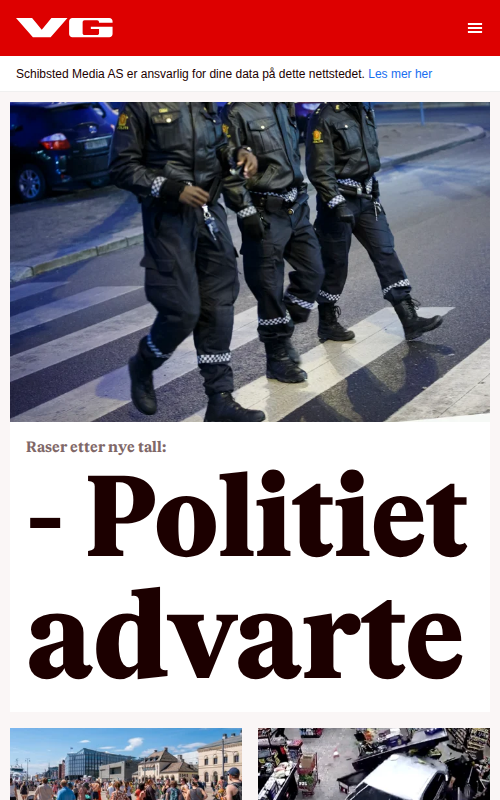 VG
Schibsted Media AS er ansvarlig for dine data på dette nettstedet. Les mer her
Raser etter nye tall:
- Politiet
advarte